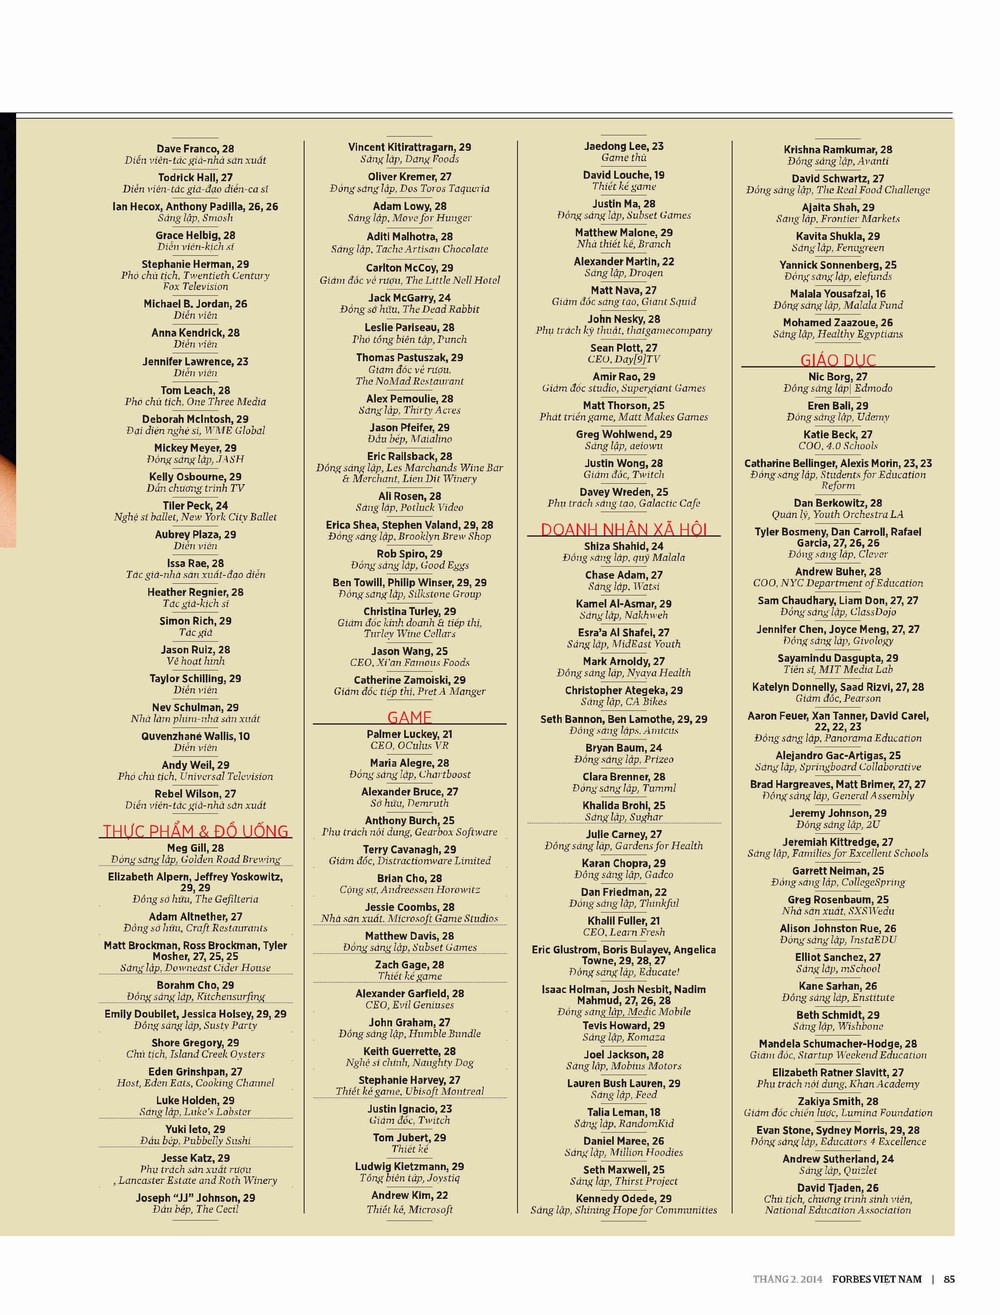 Dave Franco, 28
Diễn viên-tác giả-nhà sản xuất
Todrick Hall, 27
Diễn viên-tác giả-đạo diễn-ca sĩ
Ian Hecox, Anthony Padilla, 26, 26
Sáng lập, Smosh
Grace Helbig, 28
Diễn viên-kịch sĩ
Stephanie Herman, 29
Phó chủ tịch, Twentieth Century
Fox Television
Michael B. Jordan, 26
Diễn viên
Anna Kendrick, 28
Diễn viên
Jennifer Lawrence, 23
Diễn viên
Tom Leach, 28
Phó chủ tịch, One Three Media
Deborah McIntosh, 29
Đại diện nghệ sĩ, WME Global
Mickey Meyer, 29
Đồng sáng lập, JASH
Kelly Osbourne, 29
Dẫn chương trình TV
Tiler Peck, 24
Nghệ sĩ ballet, New York City Ballet
Aubrey Plaza, 29
Diễn viên
Issa Rae, 28
Tác giả-nhà sản xuất-đạo diễn
Heather Regnier, 28
Tác giả-kịch sĩ
Simon Rich, 29
Tác giả
Jason Ruiz, 28
Vẽ hoạt hình
Taylor Schilling, 29
Diễn viên
Nev Schulman, 29
Nhà làm phim-nhà sản xuất
Quvenzhané Wallis, 10
Diễn viên
Andy Weil, 29
Phó chủ tịch, Universal Television
Rebel Wilson, 27
Diễn viên-tác giả-nhà sản xuất
THỰC PHẨM & ĐỒ UỐNG
Meg Gill, 28
Đồng sáng lập, Golden Road Brewing
Elizabeth Alpern, Jeffrey Yoskowitz,
29, 29
Đồng sở hữu, The Gefilteria
Adam Altnether, 27
Đồng sở hữu, Craft Restaurants
Matt Brockman, Ross Brockman, Tyler
Mosher, 27, 25, 25
Sáng lập, Downeast Cider House
Borahm Cho, 29
Đồng sáng lập, Kitchensurfing
Emily Doubilet, Jessica Holsey, 29, 29
Đồng sáng lập, Susty Party
Shore Gregory, 29
Chủ tịch, Island Creek Oysters
Eden Grinshpan, 27
Host, Eden Eats, Cooking Channel
Luke Holden, 29
Sáng lập, Luke's Lobster
Yuki Ieto, 29
Đầu bếp, Pubbelly Sushi
Jesse Katz, 29
Phụ trách sản xuất rượu
, Lancaster Estate and Roth Winery
Joseph “JJ” Johnson, 29
Đầu bếp, The Cecil
Vincent Kitirattragarn, 29
Sáng lập, Dang Foods
Oliver Kremer, 27
Đồng sáng lập, Dos Toros Taqueria
Adam Lowy, 28
Sáng lập, Move for Hunger
Aditi Malhotra, 28
Sáng lập, Tache Artisan Chocolate
Carlton McCoy, 29
Giám đốc về rượu, The Little Nell Hotel
Jack McGarry, 24
Đồng sở hữu, The Dead Rabbit
Leslie Pariseau, 28
Phó tổng biên tập, Punch
Thomas Pastuszak, 29
Giám đốc về rượu,
The NoMad Restaurant
Alex Pemoulie, 28
Sáng lập, Thirty Acres
Jason Pfeifer, 29
Đầu bếp, Maialino
Eric Railsback, 28
Đồng sáng lập, Les Marchands Wine Bar
& Merchant, Lieu Dit Winery
Ali Rosen, 28
Sáng lập, Potluck Video
Erica Shea, Stephen Valand, 29, 28
Đồng sáng lập, Brooklyn Brew Shop
Rob Spiro, 29
Đồng sáng lập, Good Eggs
Ben Towill, Philip Winser, 29, 29
Đồng sáng lập, Silkstone Group
Christina Turley, 29
Giám đốc kinh doanh & tiếp thị,
Turley Wine Cellars
Jason Wang, 25
CEO, Xi'an Famous Foods
Catherine Zamoiski, 29
Giám đốc tiếp thị, Pret A Manger
GAME
Palmer Luckey, 21
CEO, OCulus VR
Maria Alegre, 28
Đồng sáng lập, Chartboost
Alexander Bruce, 27
Sở hữu, Demruth
Anthony Burch, 25
Phụ trách nội dung, Gearbox Software
Terry Cavanagh, 29
Giám đốc, Distractionware Limited
Brian Cho, 28
Cộng sự, Andreessen Horowitz
Jessie Coombs, 28
Nhà sản xuất, Microsoft Game Studios
Matthew Davis, 28
Đồng sáng lập, Subset Games
Zach Gage, 28
Thiết kế game
Alexander Garfield, 28
CEO, Evil Geniuses
John Graham, 27
Đồng sáng lập, Humble Bundle
Keith Guerrette, 28
Nghệ sĩ chính, Naughty Dog
Stephanie Harvey, 27
Thiết kế game, Ubisoft Montreal
Justin Ignacio, 23
Giám đốc, Twitch
Tom Jubert, 29
Thiết kế
Ludwig Kietzmann, 29
Tổng biên tập, Joystiq
Andrew Kim, 22
Thiết kế, Microsoft
Jaedong Lee, 23
Game thủ
David Louche, 19
Thiết kế game
Justin Ma, 28
Đồng sáng lập, Subset Games
Matthew Malone, 29
Nhà thiết kế, Branch
Alexander Martin, 22
Sáng lập, Droqen
Matt Nava, 27
Giám đốc sáng tạo, Giant Squid
John Nesky, 28
Phụ trách kỹ thuật, thatgamecompany
Sean Plott, 27
CEO, Day[9]TV
Amir Rao, 29
Giám đốc studio, Supergiant Games
Matt Thorson, 25
Phát triển game, Matt Makes Games
Greg Wohlwend, 29
Sáng lập, aeiowu
Justin Wong, 28
Giám đốc, Twitch
Davey Wreden, 25
Phụ trách sáng tạo, Galactic Cafe
DOANH NHÂN XÃ HỘI
Shiza Shahid, 24
Đồng sáng lập, quỹ Malala
Chase Adam, 27
Sáng lập, Watsi
Kamel Al-Asmar, 29
Sáng lập, Nakhweh
Esra'a Al Shafei, 27
Sáng lập, MidEast Youth
Mark Arnoldy, 27
Đồng sáng lập, Nyaya Health
Christopher Ategeka, 29
Sáng lập, CA Bikes
Seth Bannon, Ben Lamothe, 29, 29
Đồng sáng lập, Amicus
Bryan Baum, 24
Đồng sáng lập, Prizeo
Clara Brenner, 28
Đồng sáng lập, Tumml
Khalida Brohi, 25
Sáng lập, Sughar
Julie Carney, 27
Đồng sáng lập, Gardens for Health
Karan Chopra, 29
Đồng sáng lập, Gadco
Dan Friedman, 22
Đồng sáng lập, Thinkful
Khalil Fuller, 21
CEO, Learn Fresh
Eric Glustrom, Boris Bulayev, Angelica
Towne, 29, 28, 27
Đồng sáng lập, Educate!
Isaac Holman, Josh Nesbit, Nadim
Mahmud, 27, 26, 28
Đồng sáng lập, Medic Mobile
Tevis Howard, 29
Sáng lập, Komaza
Joel Jackson, 28
Sáng lập, Mobius Motors
Lauren Bush Lauren, 29
Sáng lập, Feed
Talia Leman, 18
Sáng lập, RandomKid
Daniel Maree, 26
Sáng lập, Million Hoodies
Seth Maxwell, 25
Sáng lập, Thirst Project
Kennedy Odede, 29
Sáng lập, Shining Hope for Communities
Krishna Ramkumar, 28
Đồng sáng lập, Avanti
David Schwartz, 27
Đồng sáng lập, The Real Food Challenge
Ajaita Shah, 29
Sáng lập, Frontier Markets
Kavita Shukla, 29
Sáng lập, Fenugreen
Yannick Sonnenberg, 25
Đồng sáng lập, elefunds
Malala Yousafzai, 16
Đồng sáng lập, Malala Fund
Mohamed Zaazoue, 26
Sáng lập, Healthy Egyptians
GIÁO DỤC
Nic Borg, 27
Đồng sáng lập| Edmodo
Eren Bali, 29
Đồng sáng lập, Udemy
Katie Beck, 27
COO, 4.0 Schools
Catharine Bellinger, Alexis Morin, 23, 23
Đồng sáng lập, Students for Education
Reform
Dan Berkowitz, 28
Quản lý, Youth Orchestra LA
Tyler Bosmeny, Dan Carroll, Rafael
Garcia, 27, 26, 26
Đồng sáng lập, Clever
Andrew Buher, 28
COO, NYC Department of Education
Sam Chaudhary, Liam Don, 27, 27
Đồng sáng lập, ClassDojo
Jennifer Chen, Joyce Meng, 27, 27
Đồng sáng lập, Givology
Sayamindu Dasgupta, 29
Tiến sĩ, MIT Media Lab
Katelyn Donnelly, Saad Rizvi, 27, 28
Giám đốc, Pearson
Aaron Feuer, Xan Tanner, David Carel,
22, 22, 23
Đồng sáng lập, Panorama Education
Alejandro Gac-Artigas, 25
Sáng lập, Springboard Collaborative
Brad Hargreaves, Matt Brimer, 27, 27
Đồng sáng lập, General Assembly
Jeremy Johnson, 29
Đồng sáng lập, 2U
Jeremiah Kittredge, 27
Sáng lập, Families for Excellent Schools
Garrett Neiman, 25
Đồng sáng lập, CollegeSpring
Greg Rosenbaum, 25
Nhà sản xuất, SXSWedu
Alison Johnston Rue, 26
Đồng sáng lập, InstaEDU
Elliot Sanchez, 27
Sáng lập, mSchool
Kane Sarhan, 26
Đồng sáng lập, Enstitute
Beth Schmidt, 29
Sáng lập, Wishbone
Mandela Schumacher-Hodge, 28
Giám đốc, Startup Weekend Education
Elizabeth Ratner Slavitt, 27
Phụ trách nội dung, Khan Academy
Zakiya Smith, 28
Giám đốc chiến lược, Lumina Foundation
Evan Stone, Sydney Morris, 29, 28
Đồng sáng lập, Educators 4 Excellence
Andrew Sutherland, 24
Sáng lập, Quizlet
David Tjaden, 26
Chủ tịch, chương trình sinh viên,
National Education Association
THÁNG 2. 2014 FORBES VIỆT NAM | 85